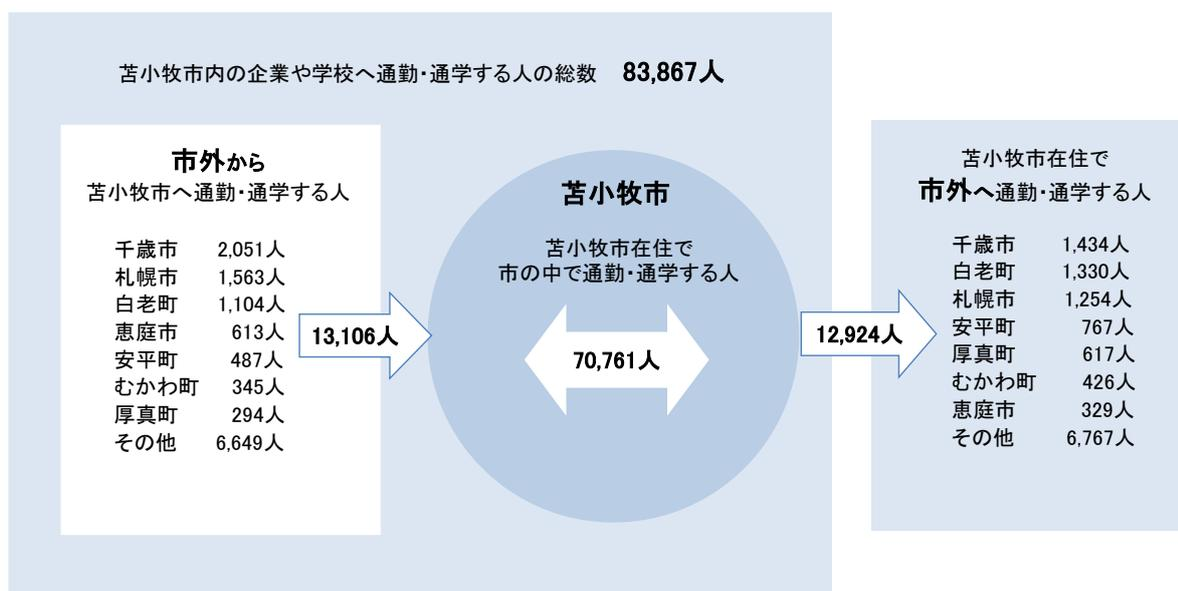 苫小牧市内の企業や学校へ通勤・通学する人の総数 83,867人
市外から
苫小牧市へ通勤・通学する人
千歳市 2,051人
札幌市 1,563人
白老町 1,104人
恵庭市 613人
安平町 487人
むかわ町 345人
厚真町 294人
その他 6,649人
13,106人
苫小牧市
苫小牧市在住で
市の中で通勤・通学する人
70,761人
12,924人
苫小牧市在住で
市外へ通勤・通学する人
千歳市 1,434人
白老町 1,330人
札幌市 1,254人
安平町 767人
厚真町 617人
むかわ町 426人
恵庭市 329人
その他 6,767人